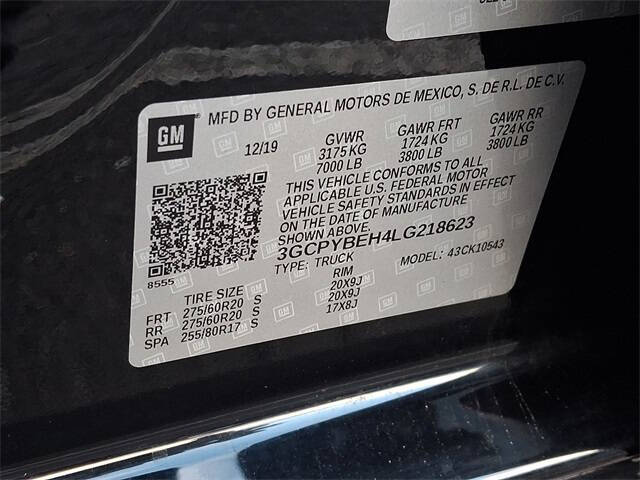 GM
MFD BY GENERAL MOTORS DE MEXICO, S. DE R.L. DE C.V.
12/19 GVWR GAWR FRT GAWR RR
3175 KG 1724 KG 1724 KG
7000 LB 3800 LB 3800 LB
THIS VEHICLE CONFORMS TO ALL
APPLICABLE U.S. FEDERAL MOTOR
VEHICLE SAFETY STANDARDS IN EFFECT
ON THE DATE OF MANUFACTURE
3GCPYBEH4LG218623
8555 TYPE: TRUCK MODEL: 43CK10543
TIRE SIZE RIM
FRT 275/60R20 S 20X9J
RR 275/60R20 S 20X9J
SPA 255/80R17 S 17X8J